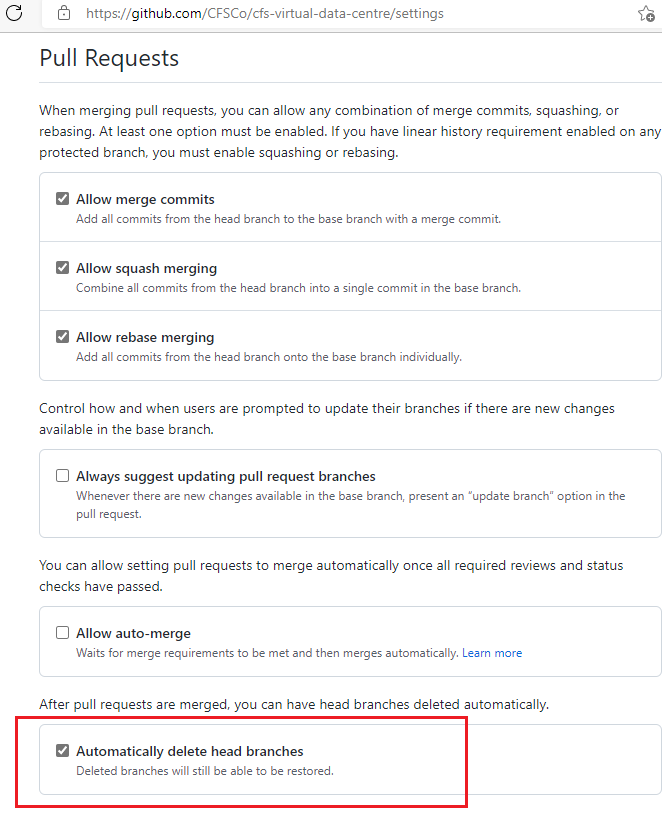 https://github.com/CFSCo/cfs-virtual-data-centre/settings
Pull Requests
When merging pull requests, you can allow any combination of merge commits, squashing, or
rebasing. At least one option must be enabled. If you have linear history requirement enabled on any
protected branch, you must enable squashing or rebasing.
Allow merge commits
Add all commits from the head branch to the base branch with a merge commit.
Allow squash merging
Combine all commits from the head branch into a single commit in the base branch.
Allow rebase merging
Add all commits from the head branch onto the base branch individually.
Control how and when users are prompted to update their branches if there are new changes
available in the base branch.
Always suggest updating pull request branches
Whenever there are new changes available in the base branch, present an “update branch” option in the
pull request.
You can allow setting pull requests to merge automatically once all required reviews and status
checks have passed.
Allow auto-merge
Waits for merge requirements to be met and then merges automatically. Learn more
After pull requests are merged, you can have head branches deleted automatically.
Automatically delete head branches
Deleted branches will still be able to be restored.